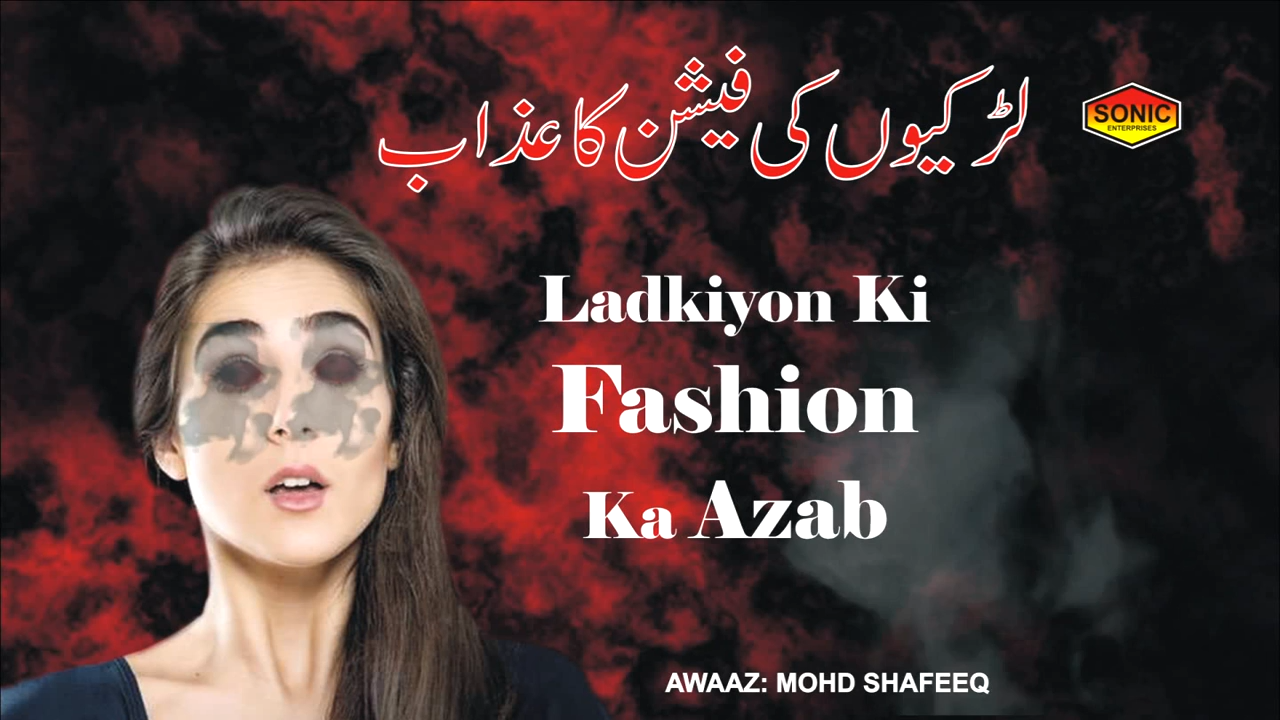 لڑکیوں کی فیشن کا عذاب
SONIC
ENTERPRISES
Ladkiyon Ki
Fashion
Ka Azab
AWAAZ: MOHD SHAFEEQ